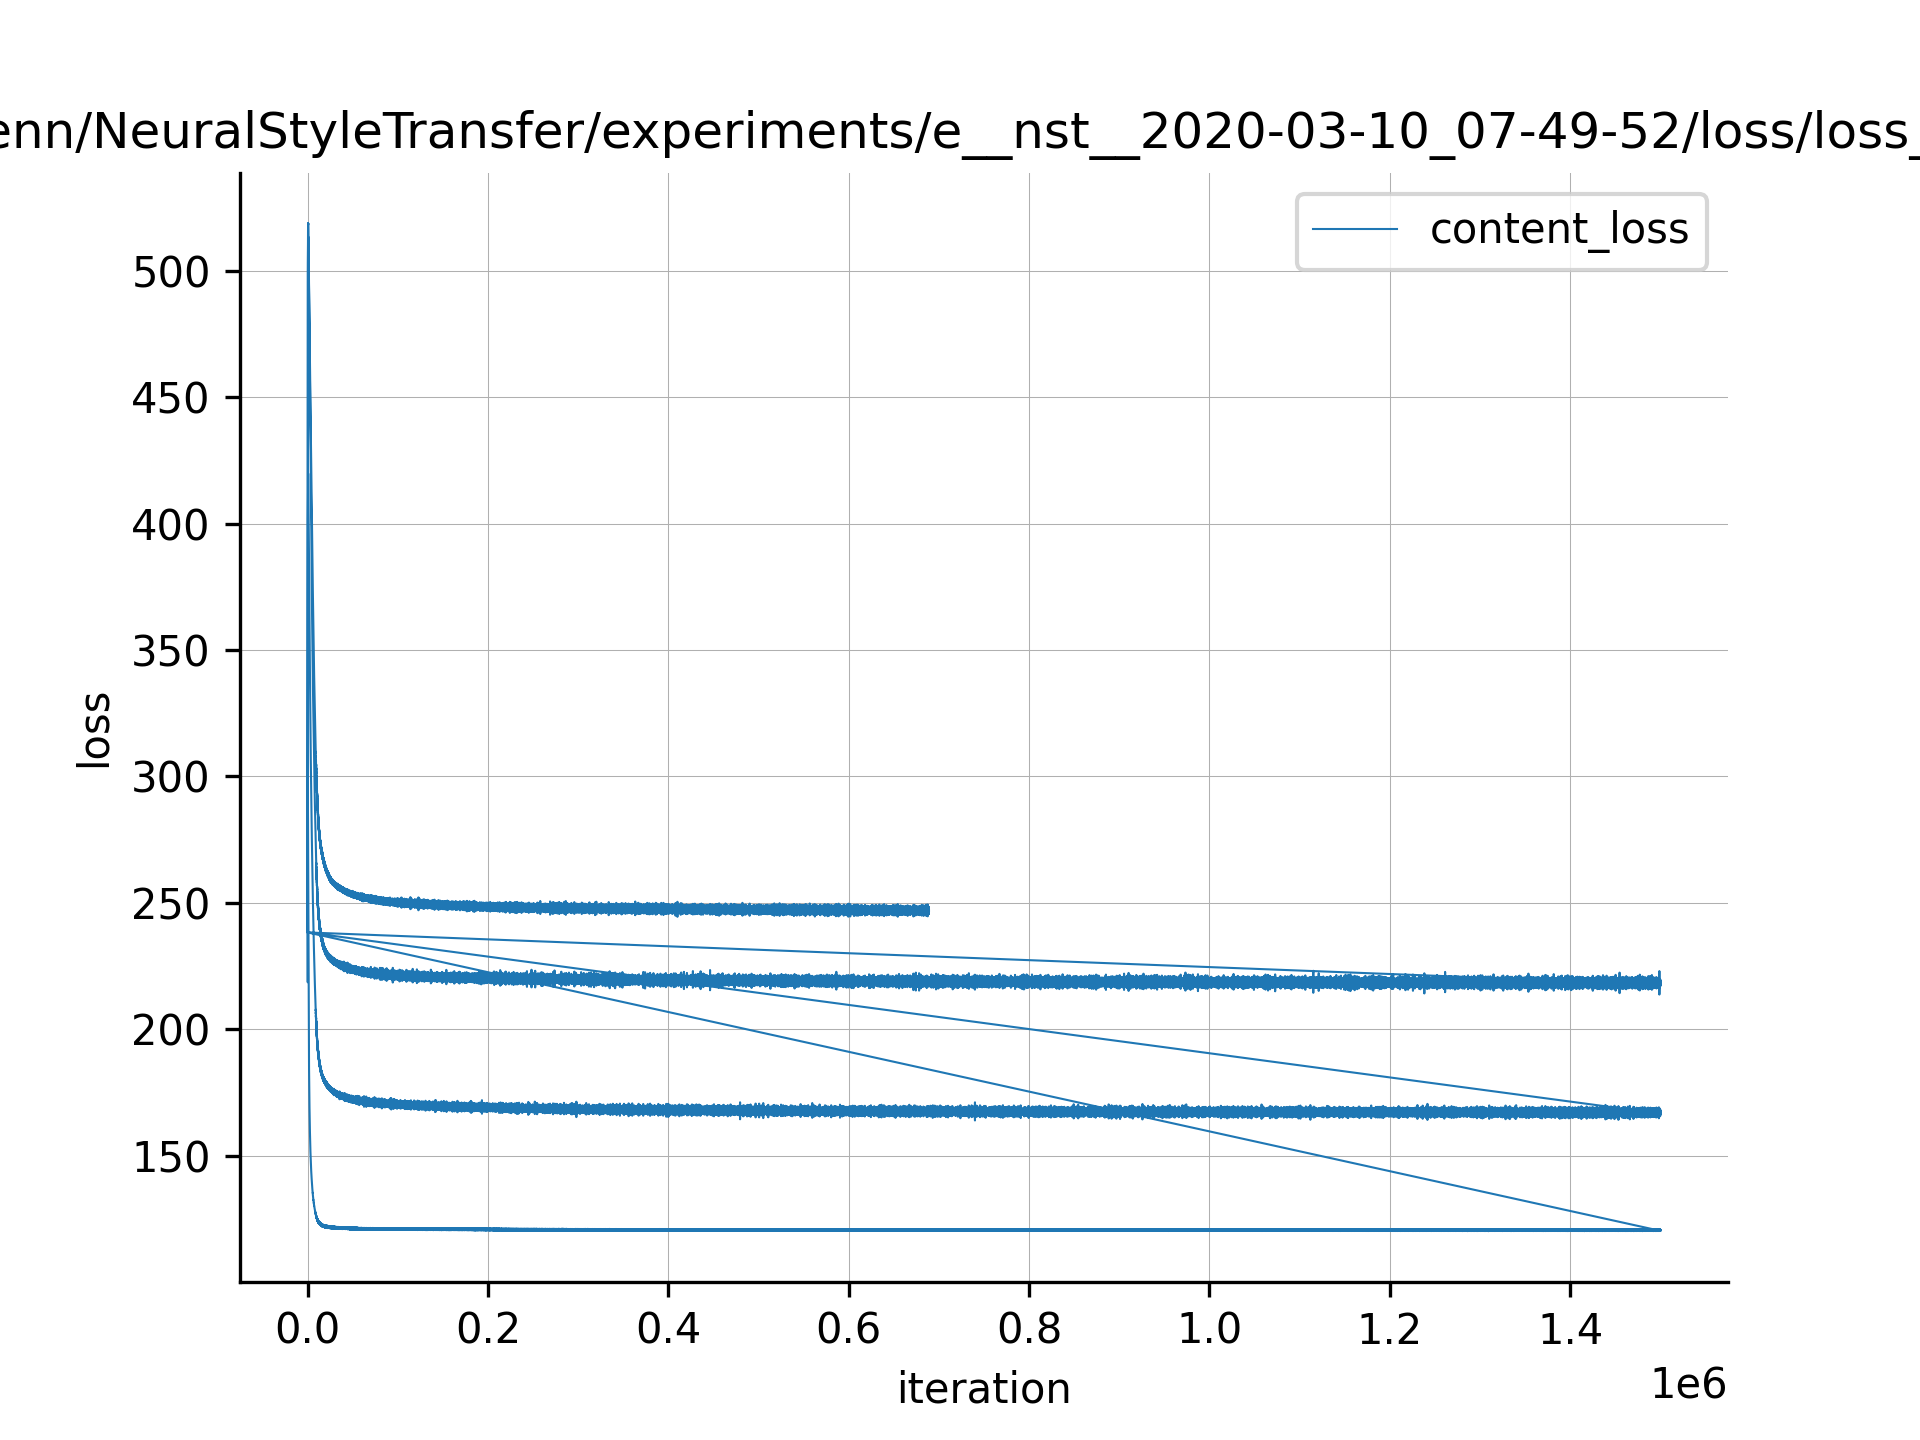 enn/NeuralStyleTransfer/experiments/e__nst__2020-03-10_07-49-52/loss/loss_
content_loss
500
450
400
350
300
250
200
150
loss
0.0 0.2 0.4 0.6 0.8 1.0 1.2 1.4
1e6
iteration